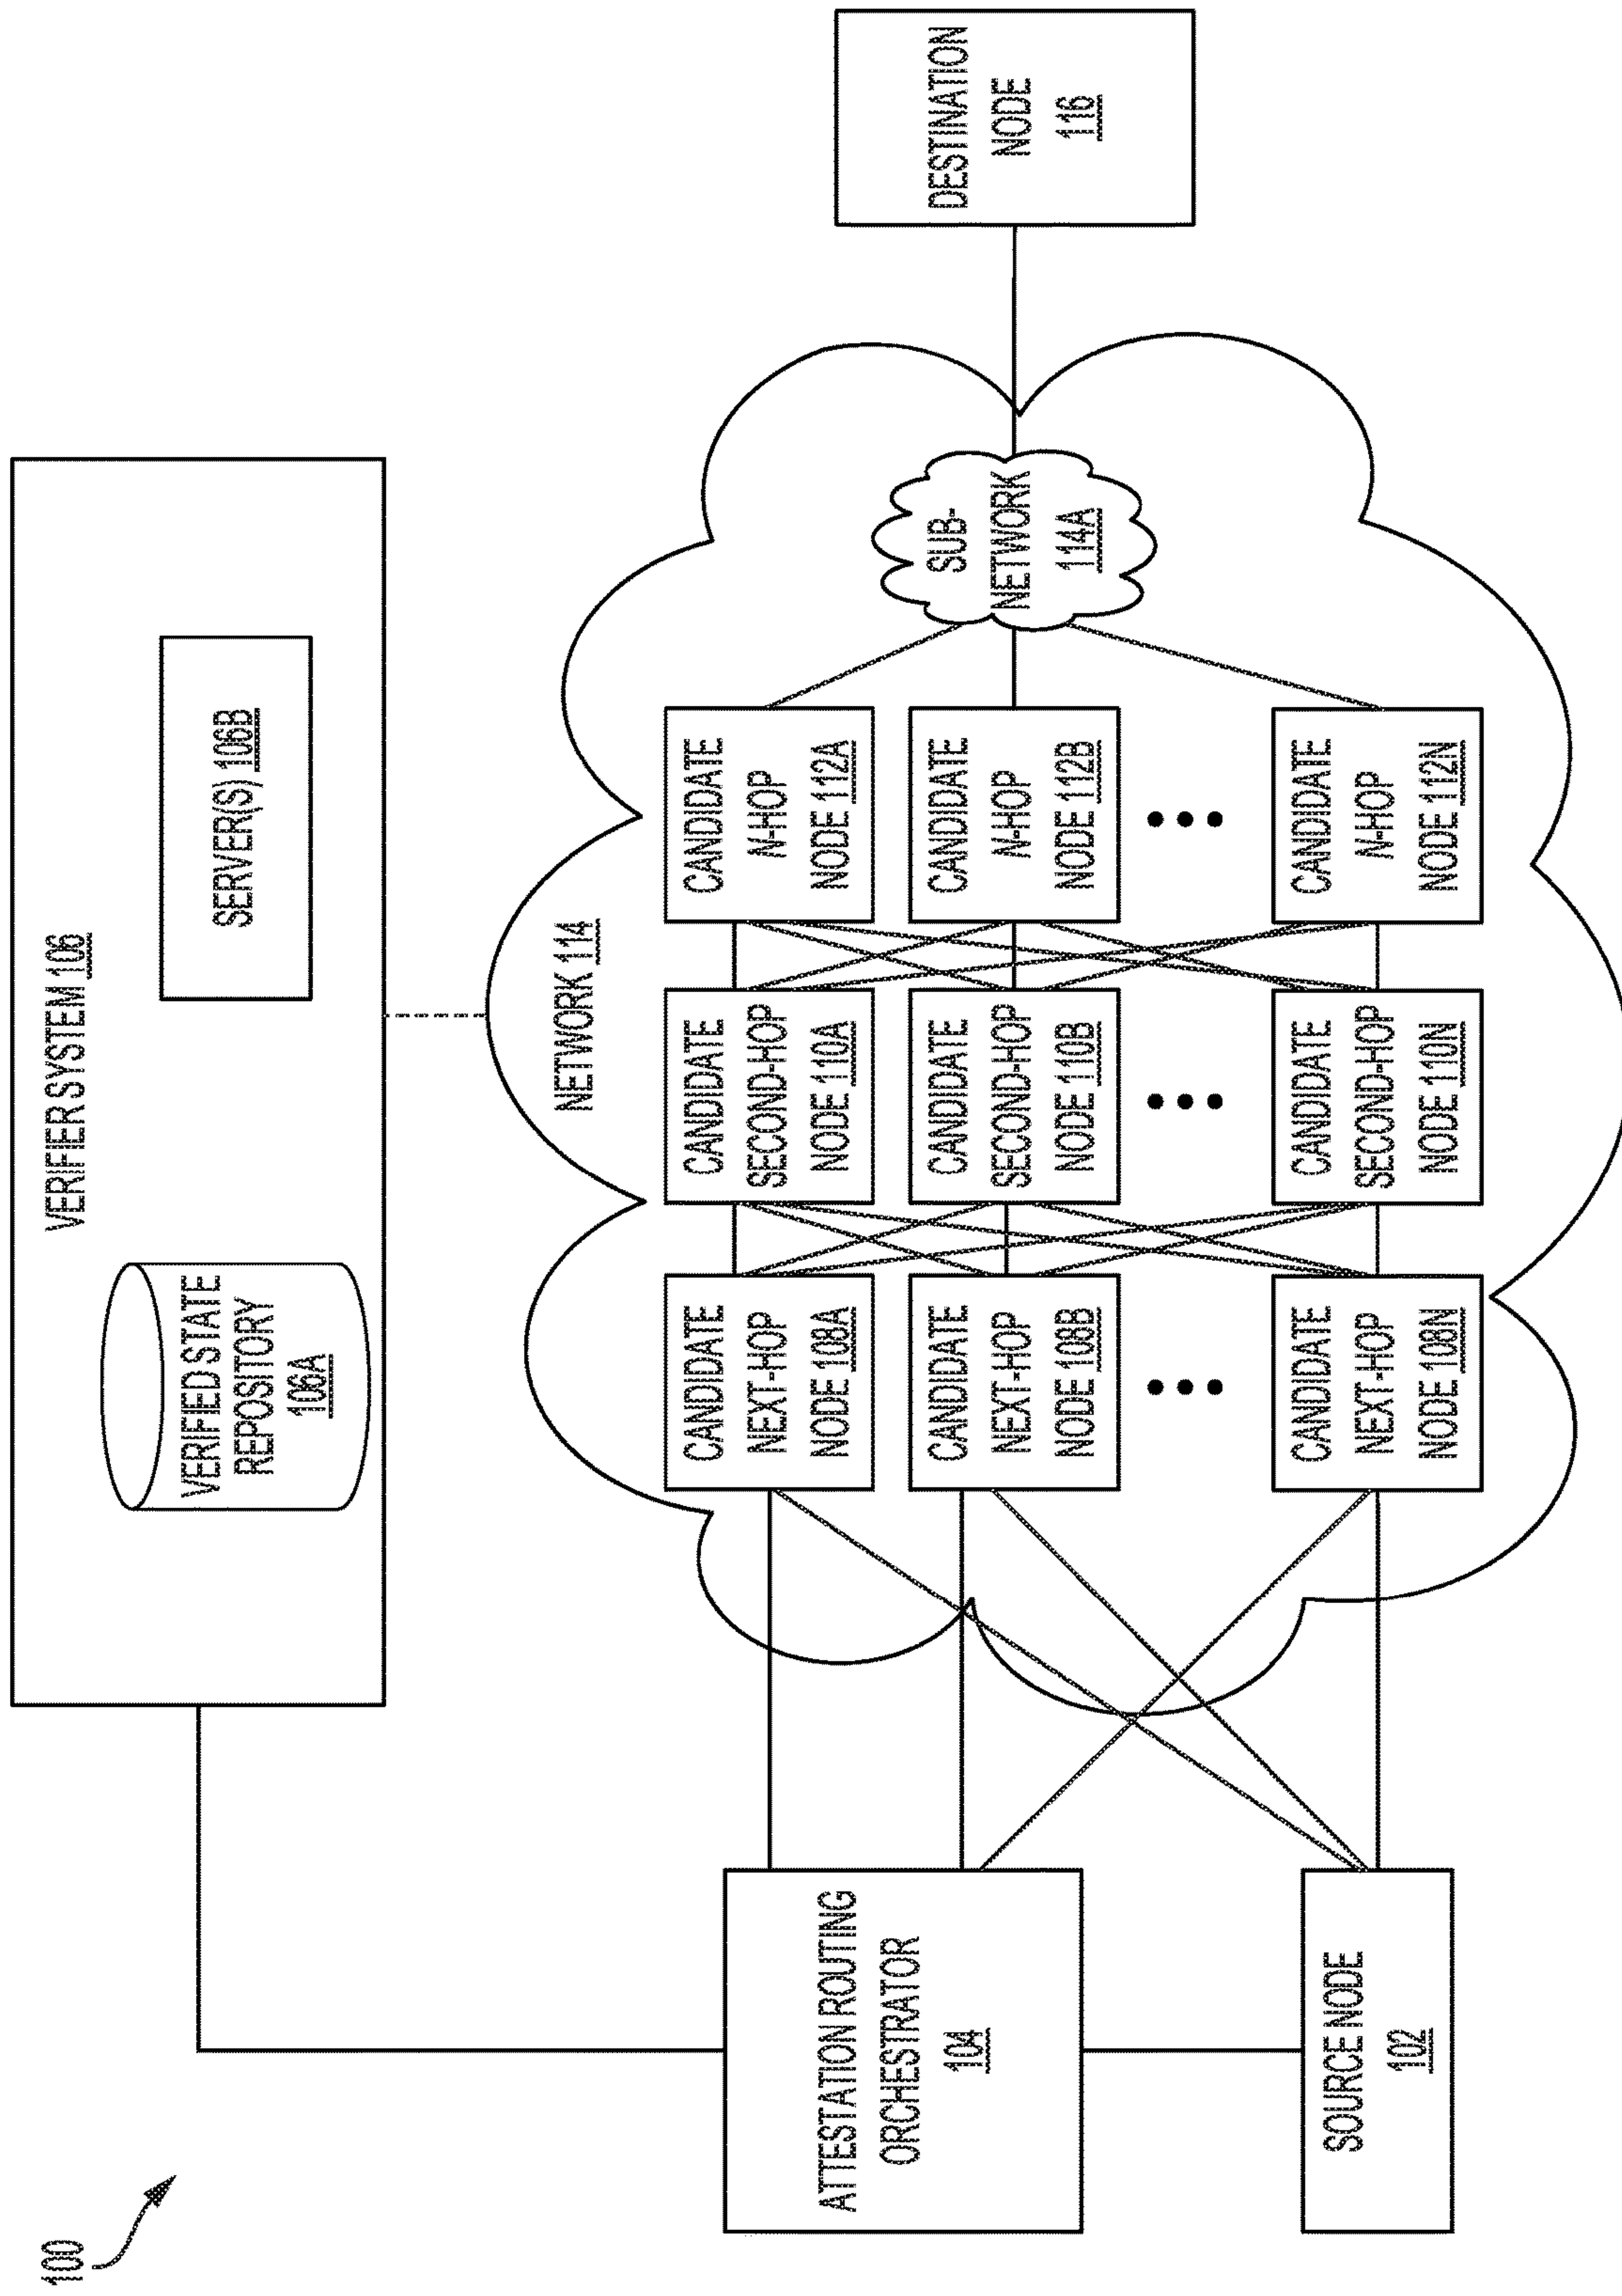 100
VERIFIER SYSTEM 106
VERIFIED STATE
REPOSITORY
106A
SERVER(S) 106B
NETWORK 114
ATTESTATION ROUTING
ORCHESTRATOR
104
SOURCE NODE
102
CANDIDATE
NEXT-HOP
NODE 108A
CANDIDATE
SECOND-HOP
NODE 110A
CANDIDATE
N-HOP
NODE 112A
CANDIDATE
NEXT-HOP
NODE 108B
CANDIDATE
SECOND-HOP
NODE 110B
CANDIDATE
N-HOP
NODE 112B
CANDIDATE
NEXT-HOP
NODE 108N
CANDIDATE
SECOND-HOP
NODE 110N
CANDIDATE
N-HOP
NODE 112N
SUB-
NETWORK
114A
DESTINATION
NODE
116